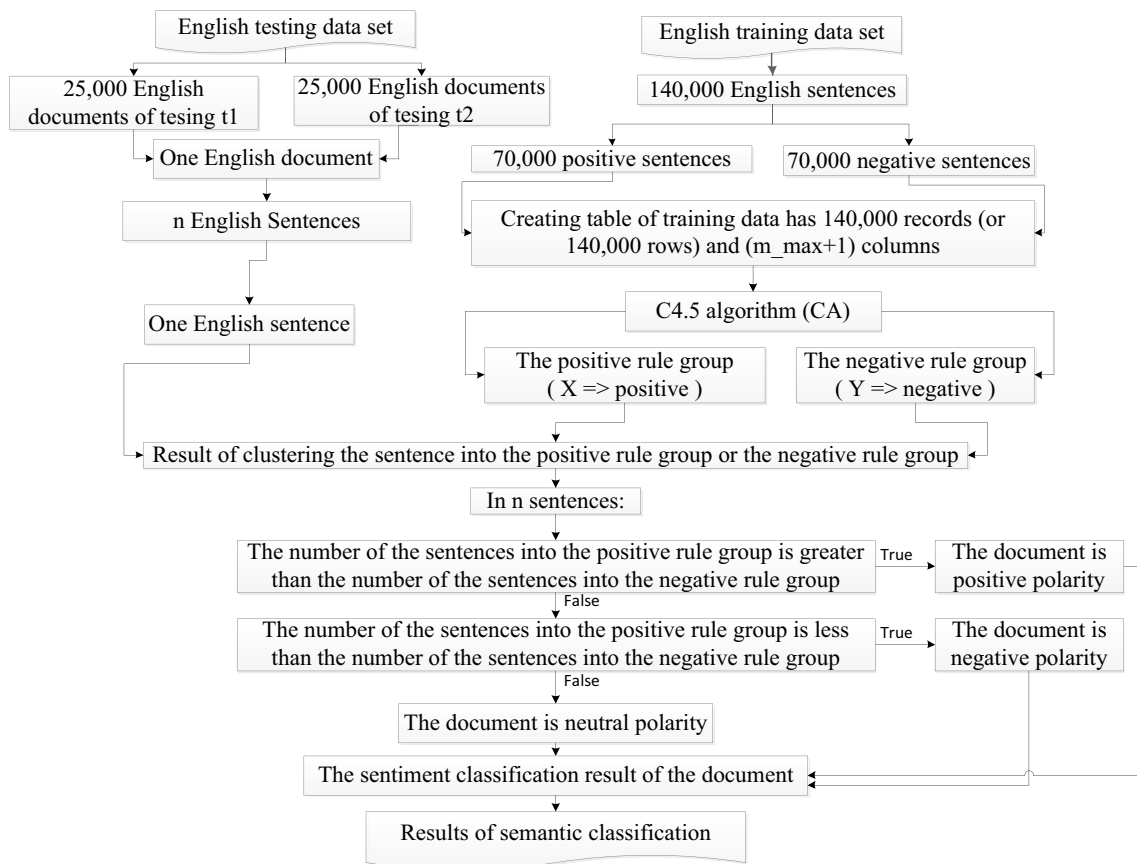 English testing data set
English training data set
25,000 English
documents of tesing t1
25,000 English documents
of tesing t2
140,000 English sentences
One English document
70,000 positive sentences
70,000 negative sentences
n English Sentences
Creating table of training data has 140,000 records (or
140,000 rows) and (m_max+1) columns
One English sentence
C4.5 algorithm (CA)
The positive rule group
( X => positive )
The negative rule group
( Y => negative )
Result of clustering the sentence into the positive rule group or the negative rule group
In n sentences:
The number of the sentences into the positive rule group is greater
than the number of the sentences into the negative rule group
True
The document is
positive polarity
False
The number of the sentences into the positive rule group is less
than the number of the sentences into the negative rule group
True
The document is
negative polarity
False
The document is neutral polarity
The sentiment classification result of the document
Results of semantic classification